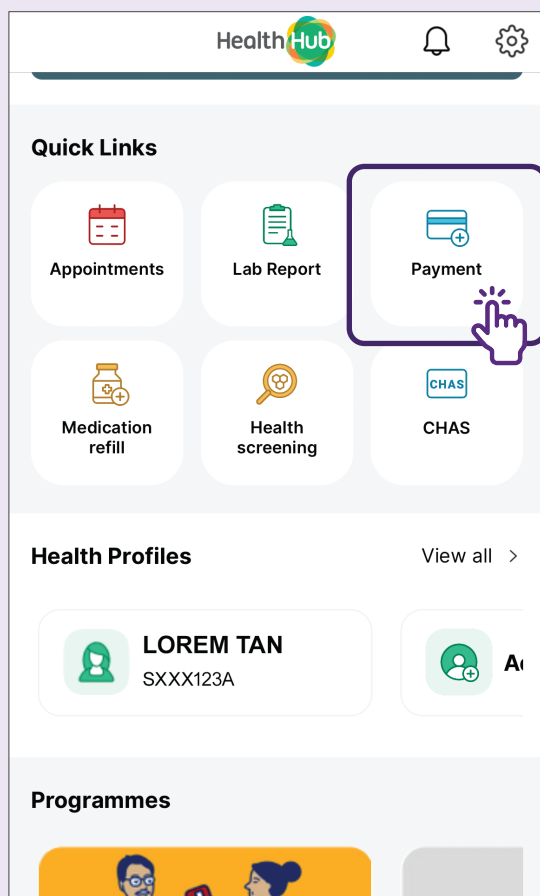 HealthHub
Quick Links
Appointments
Lab Report
Payment
Medication
refill
Health
screening
CHAS
CHAS
Health Profiles
View all >
LOREM TAN
SXXX123A
Programmes